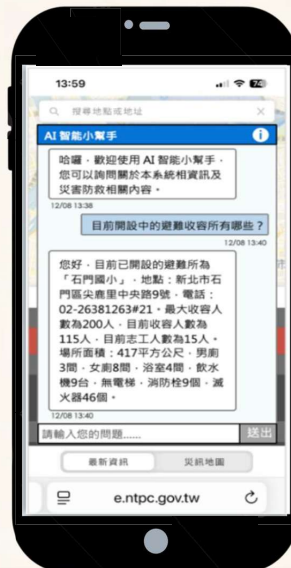 13:59
74
搜尋地點或地址
AI 智能小幫手
哈囉，歡迎使用 AI 智能小幫手，
您可以詢問關於本系統相資訊及
災害防救相關內容。
12/08 13:38
目前開設中的避難收容所有哪些？
12/08 13:40
您好，目前已開設的避難所為
「石門國小」，地點：新北市石
門區尖鹿里中央路9號，電話：
02-26381263#21。最大收容人
數為200人，目前收容人數為
115人，目前志工人數為15人。
場所面積：417平方公尺，男廁
3間，女廁8間，浴室4間，飲水
機9台，無電梯，消防栓9個，滅
火器46個。
12/08 13:40
請輸入您的問題......
送出
最新資訊
災訊地圖
e.ntpc.gov.tw